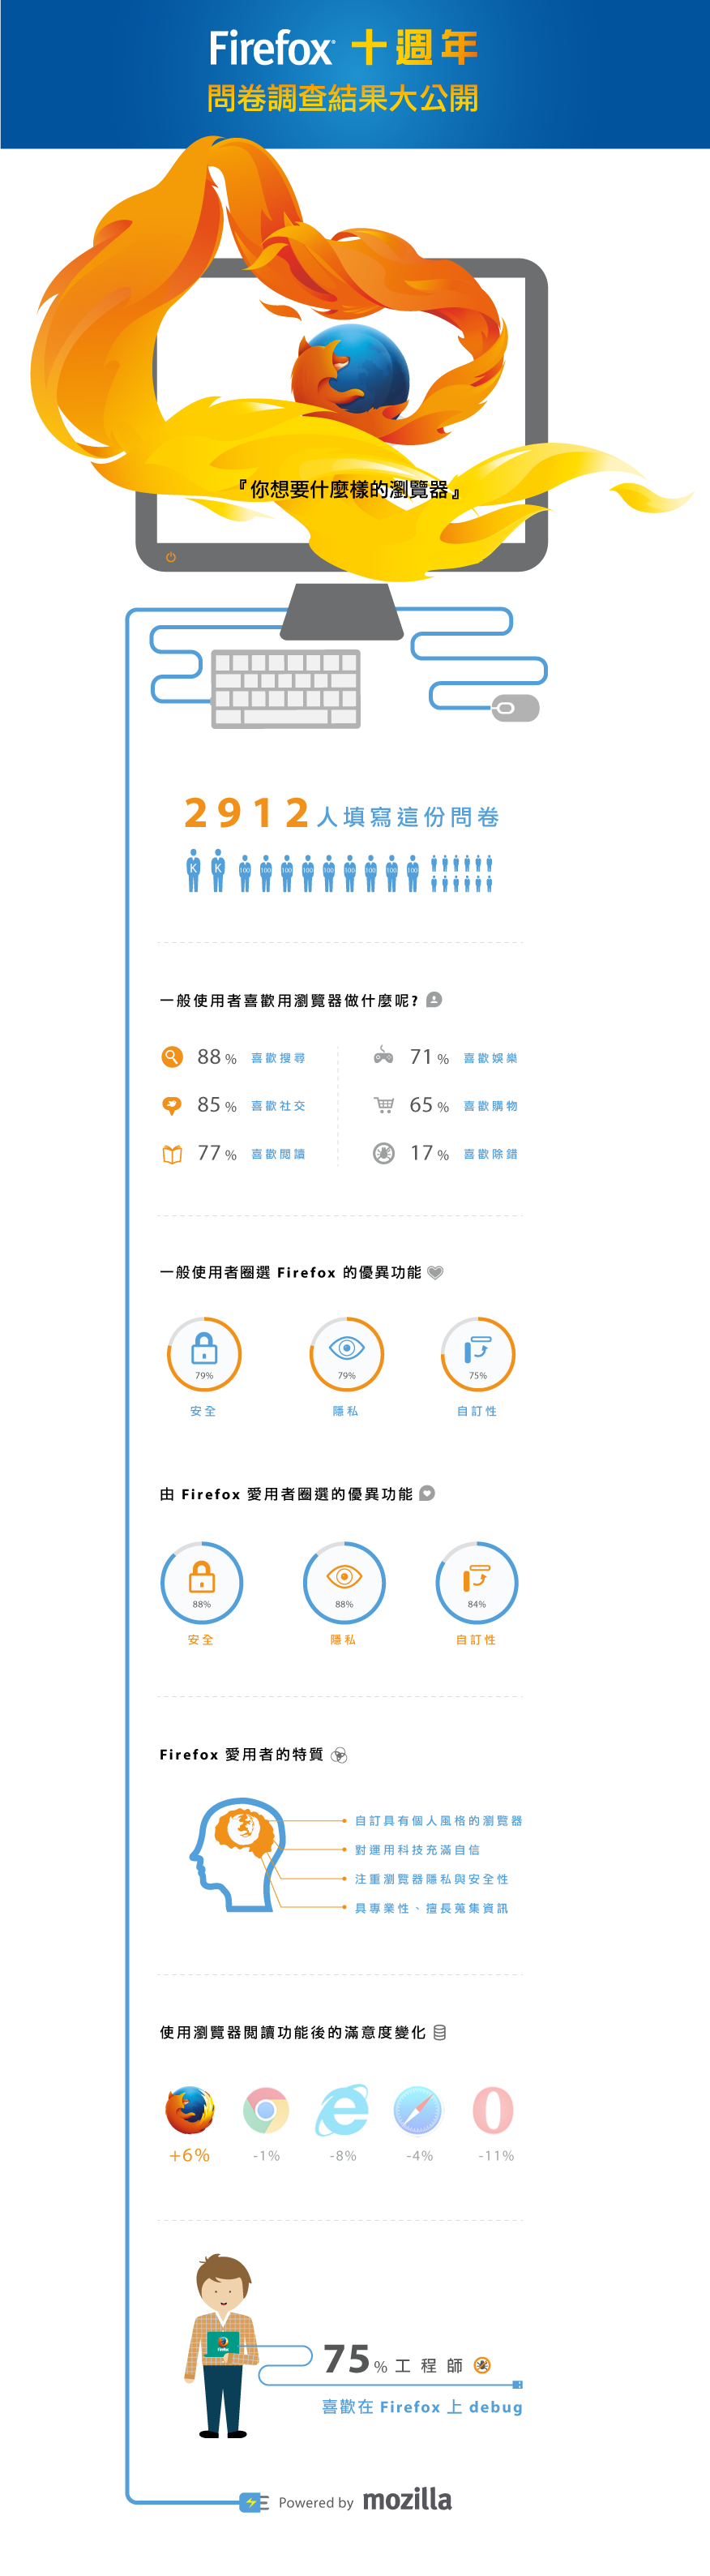 Firefox 十週年
問卷調查結果大公開
『你想要什麼樣的瀏覽器』
2912人填寫這份問卷
K K 100 100 100 100 100 100 100 100 100
一般使用者喜歡用瀏覽器做什麼呢?
88% 喜歡搜尋
71% 喜歡娛樂
85% 喜歡社交
65% 喜歡購物
77% 喜歡閱讀
17% 喜歡除錯
一般使用者圈選 Firefox 的優異功能
79% 79% 75%
安全 隱私 自訂性
由 Firefox 愛用者圈選的優異功能
88% 88% 84%
安全 隱私 自訂性
Firefox 愛用者的特質
自訂具有個人風格的瀏覽器
對運用科技充滿自信
注重瀏覽器隱私與安全性
具專業性、擅長蒐集資訊
使用瀏覽器閱讀功能後的滿意度變化
+6% -1% -8% -4% -11%
Firefox
75% 工程師
喜歡在 Firefox 上 debug
Powered by mozilla